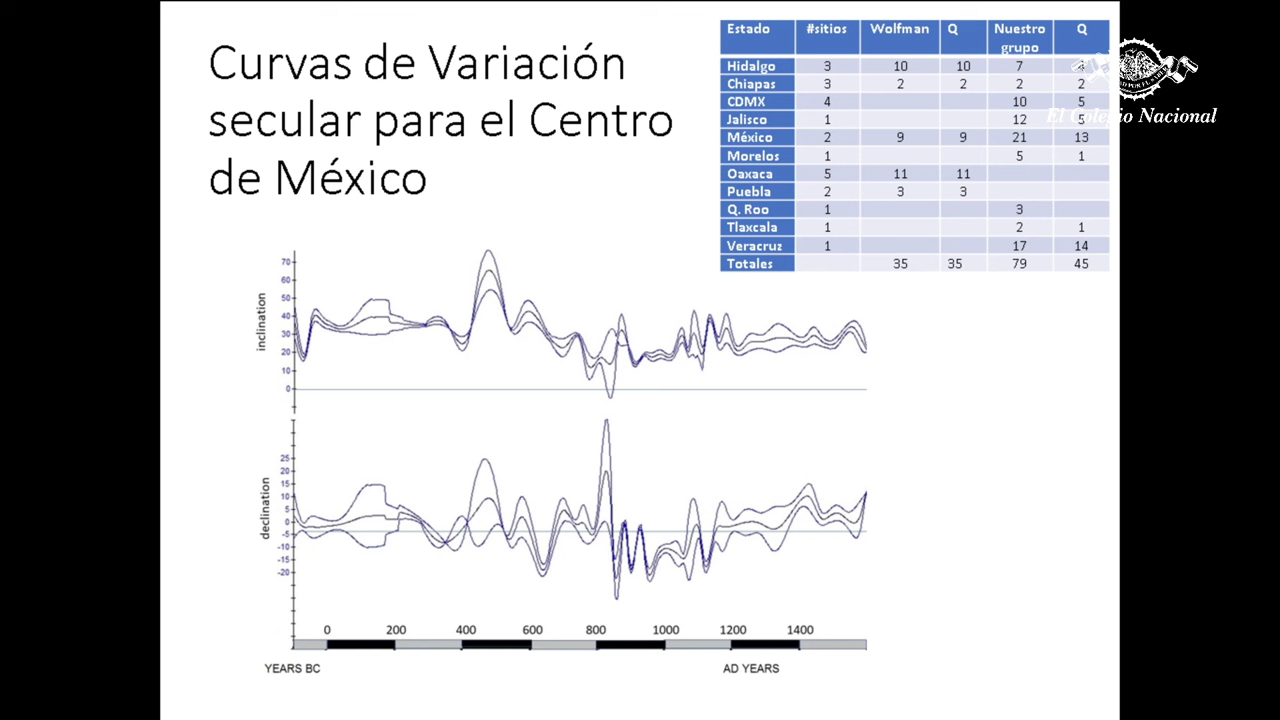 Curvas de Variación
secular para el Centro
de México
Estado #sitios Wolfman Q Nuestro grupo Q
Hidalgo 3 10 10 7
Chiapas 3 2 2 2 2
CDMX 4 10 5
Jalisco 1 12
México 2 9 9 21 13
Morelos 1 5 1
Oaxaca 5 11 11
Puebla 2 3 3
Q. Roo 1 3
Tlaxcala 1 2 1
Veracruz 1 17 14
Totales 35 35 79 45
El Colegio Nacional
inclination
70
60
50
40
30
20
10
0
declination
25
20
15
10
5
0
-5
-10
-15
-20
0 200 400 600 800 1000 1200 1400
YEARS BC AD YEARS